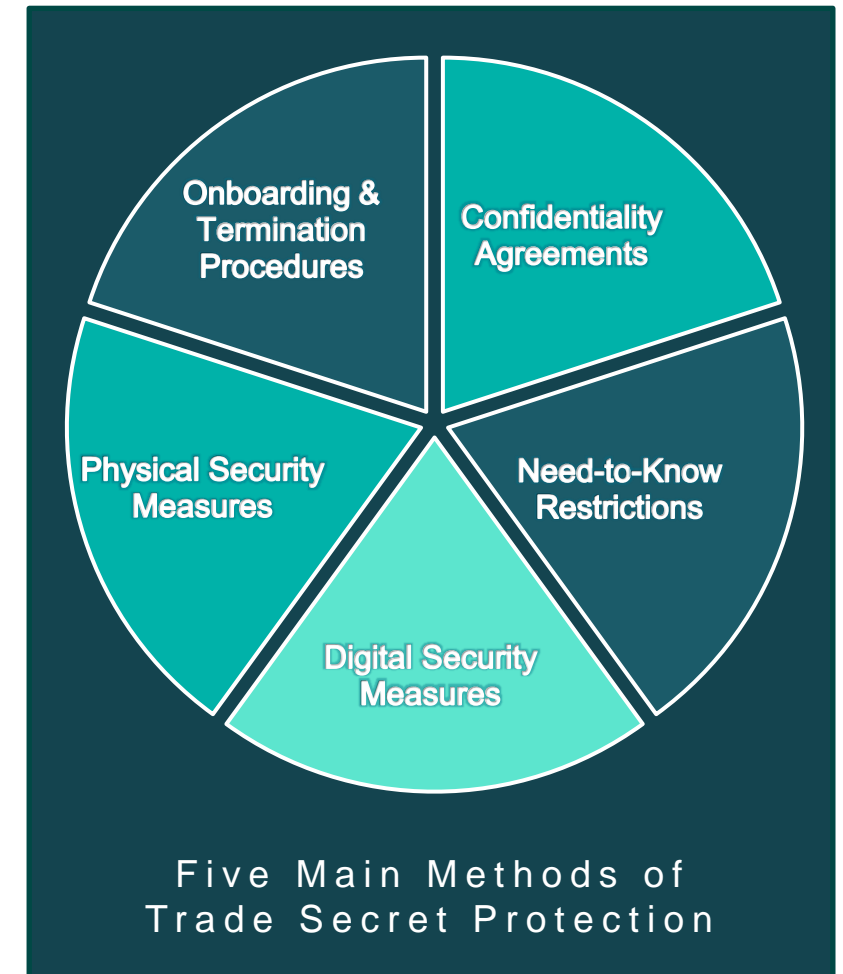 Onboarding &
Termination
Procedures
Confidentiality
Agreements
Physical Security
Measures
Need-to-Know
Restrictions
Digital Security
Measures
Five Main Methods of
Trade Secret Protection